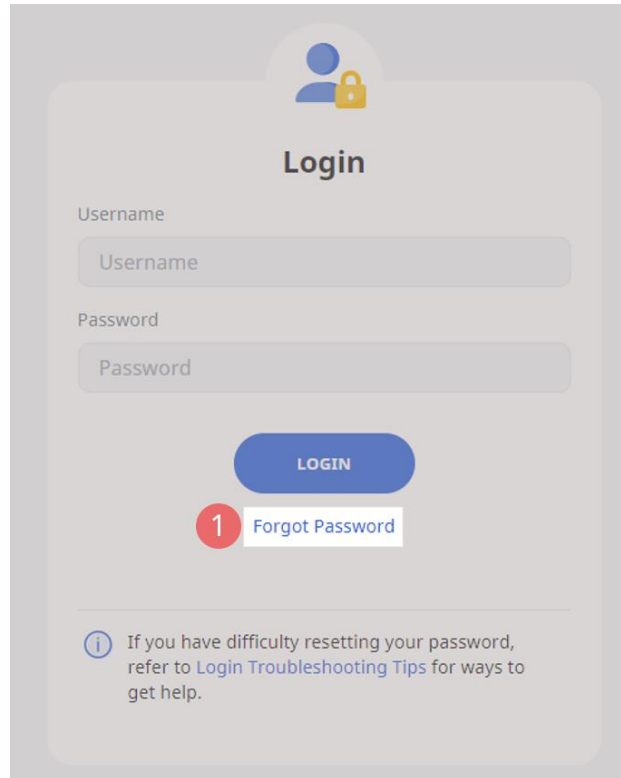 Login
Username
Username
Password
Password
LOGIN
1 Forgot Password
If you have difficulty resetting your password,
refer to Login Troubleshooting Tips for ways to
get help.